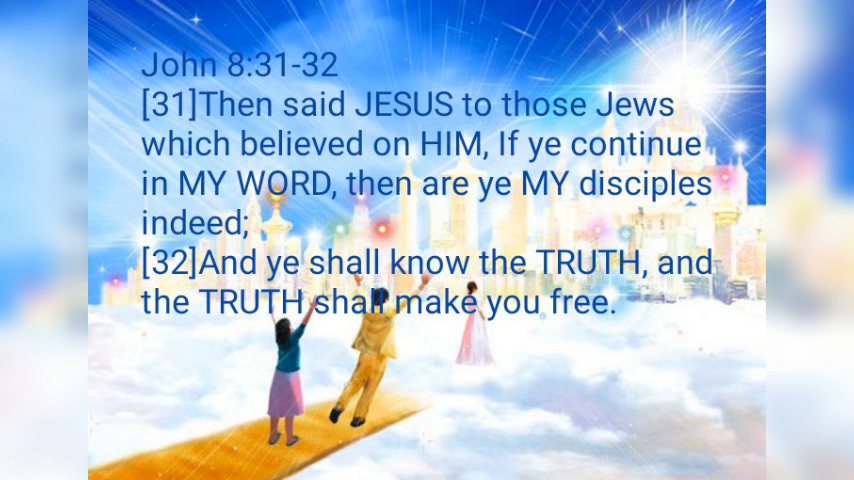 John 8:31-32
[31]Then said JESUS to those Jews
which believed on HIM, If ye continue
in MY WORD, then are ye MY disciples
indeed;
[32]And ye shall know the TRUTH, and
the TRUTH shall make you free.